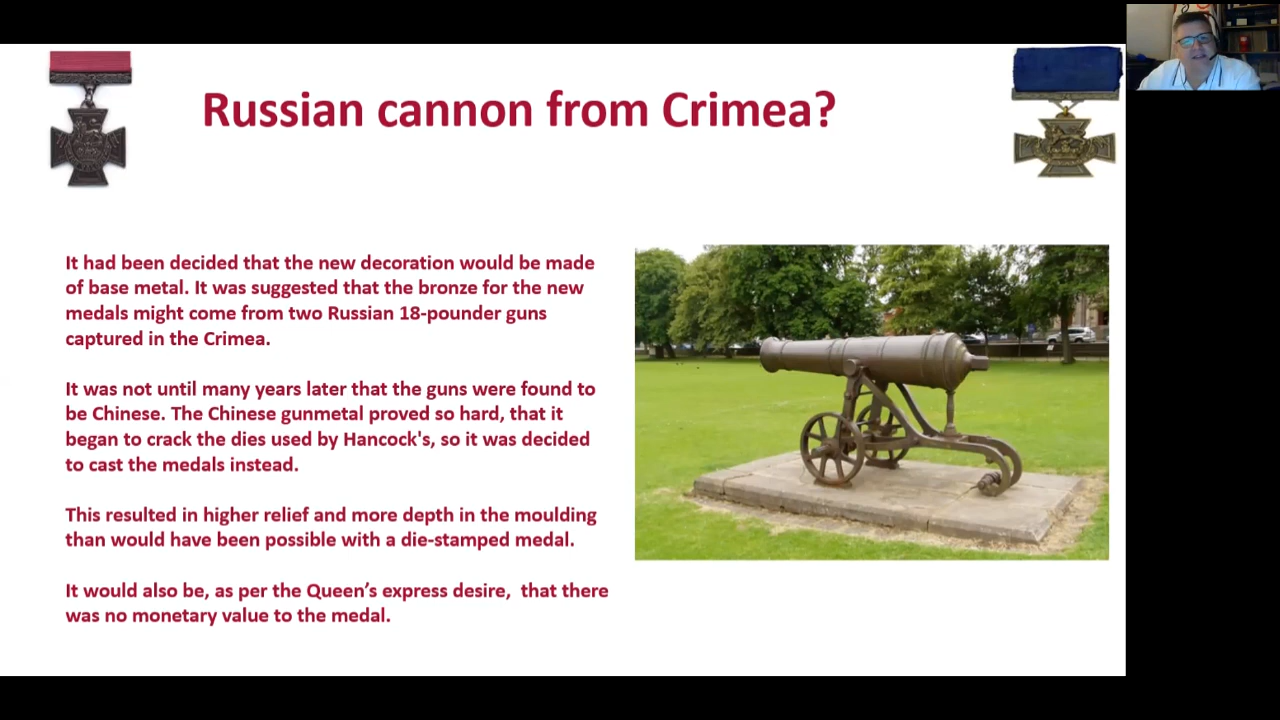 Russian cannon from Crimea?
It had been decided that the new decoration would be made
of base metal. It was suggested that the bronze for the new
medals might come from two Russian 18-pounder guns
captured in the Crimea.
It was not until many years later that the guns were found to
be Chinese. The Chinese gunmetal proved so hard, that it
began to crack the dies used by Hancock's, so it was decided
to cast the medals instead.
This resulted in higher relief and more depth in the moulding
than would have been possible with a die-stamped medal.
It would also be, as per the Queen’s express desire,  that there
was no monetary value to the medal.